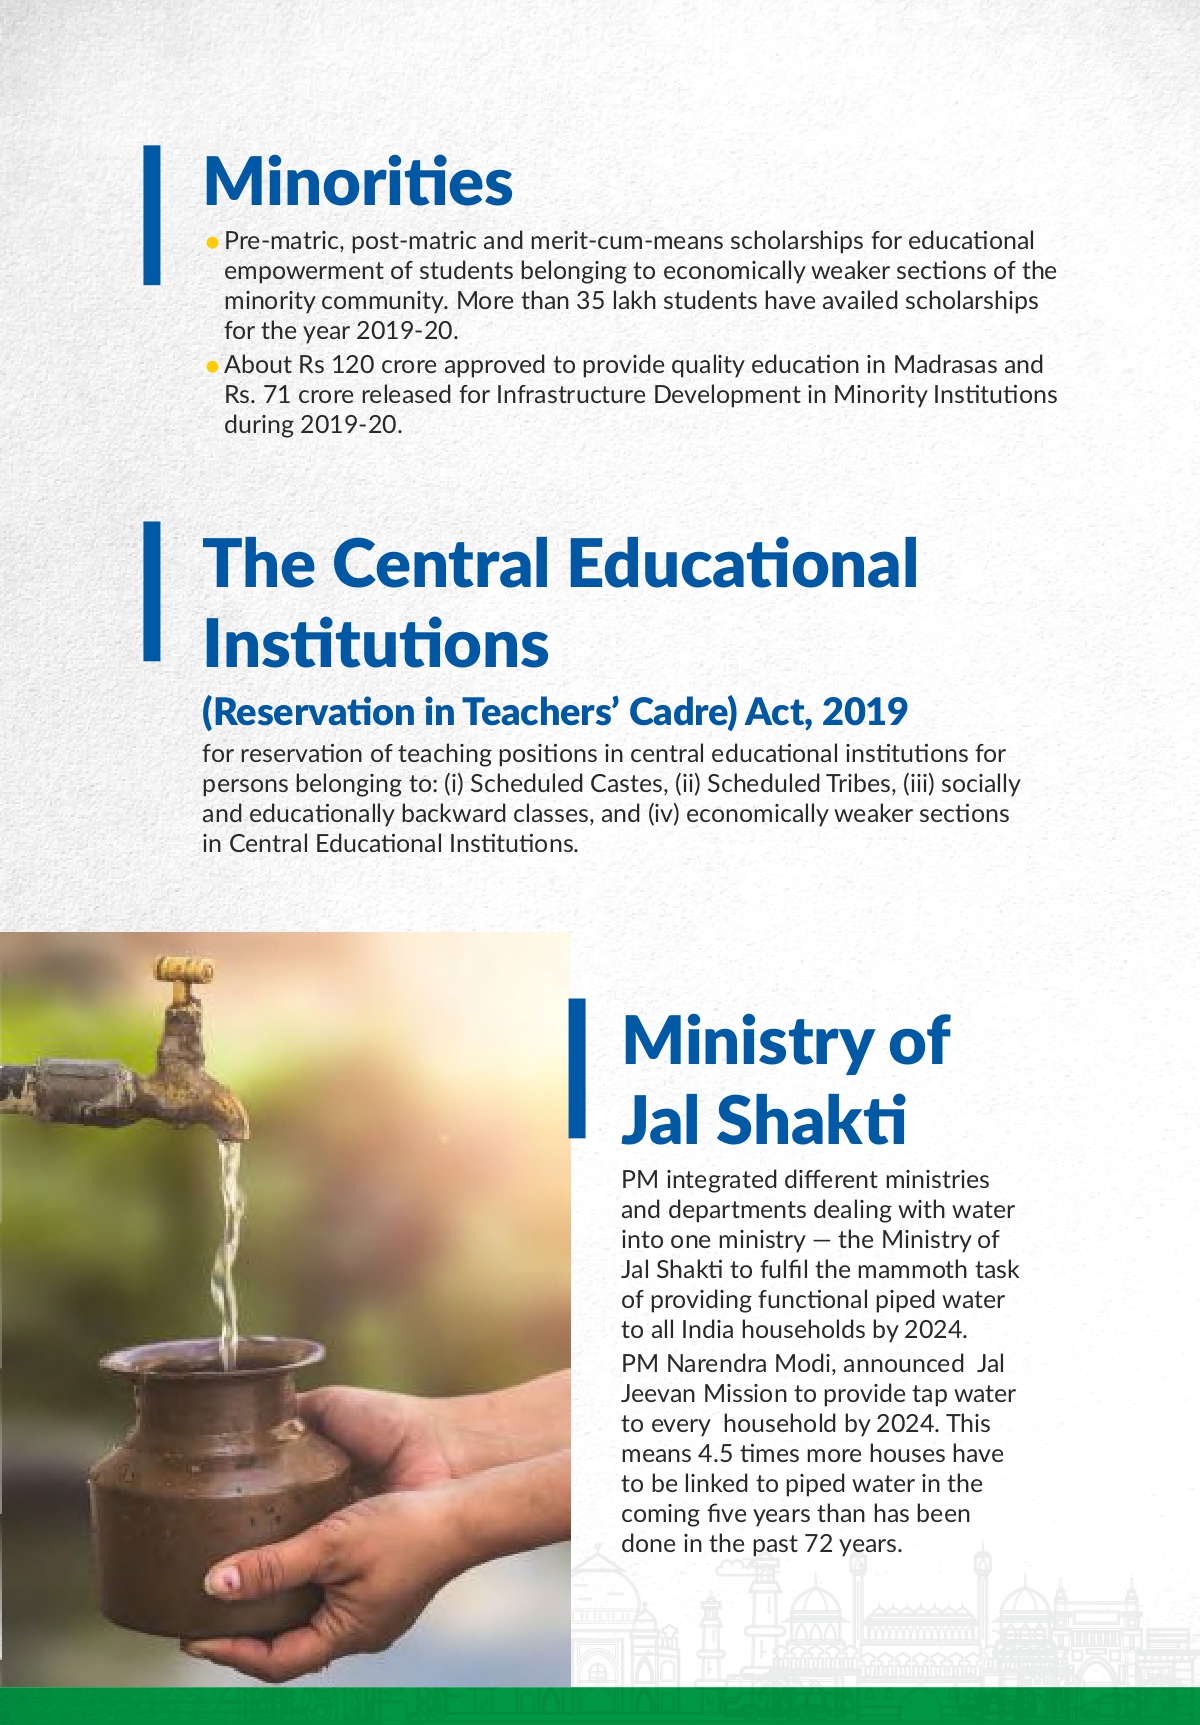 Minorities
Pre-matric, post-matric and merit-cum-means scholarships for educational
empowerment of students belonging to economically weaker sections of the
minority community. More than 35 lakh students have availed scholarships
for the year 2019-20.
About Rs 120 crore approved to provide quality education in Madrasas and
Rs. 71 crore released for Infrastructure Development in Minority Institutions
during 2019-20.
The Central Educational
Institutions
(Reservation in Teachers’ Cadre) Act, 2019
for reservation of teaching positions in central educational institutions for
persons belonging to: (i) Scheduled Castes, (ii) Scheduled Tribes, (iii) socially
and educationally backward classes, and (iv) economically weaker sections
in Central Educational Institutions.
Ministry of
Jal Shakti
PM integrated different ministries
and departments dealing with water
into one ministry — the Ministry of
Jal Shakti to fulfil the mammoth task
of providing functional piped water
to all India households by 2024.
PM Narendra Modi, announced  Jal
Jeevan Mission to provide tap water
to every  household by 2024. This
means 4.5 times more houses have
to be linked to piped water in the
coming five years than has been
done in the past 72 years.